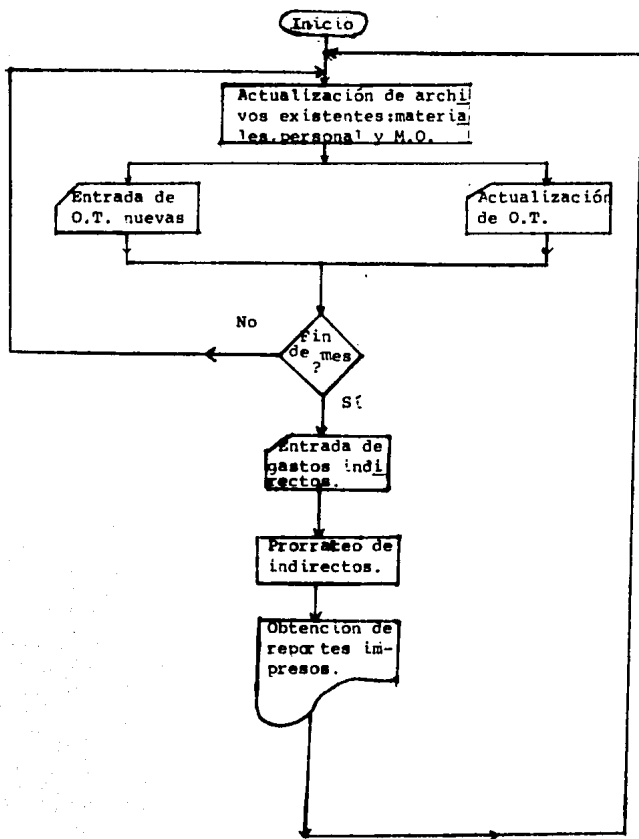 Inicio
Actualización de archi
vos existentes:materia
les,personal y M.O.
Entrada de
O.T. nuevas
Actualización
de O.T.
No
Fin
de mes
?
Sí
Entrada de
gastos indi
rectos.
Prorrateo de
indirectos.
Obtención de
reportes im-
presos.